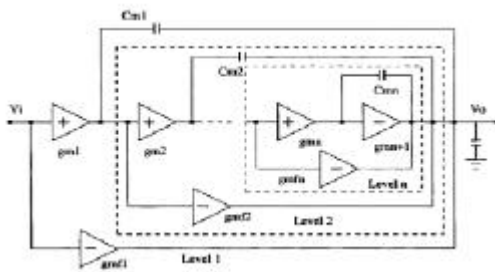 Cm1
Cm2
Vi
Vo
Cmn
gm1
gm2
gmn
gmn+1
gmfn
Level n
gmf2
Level 2
gmf1
Level 1